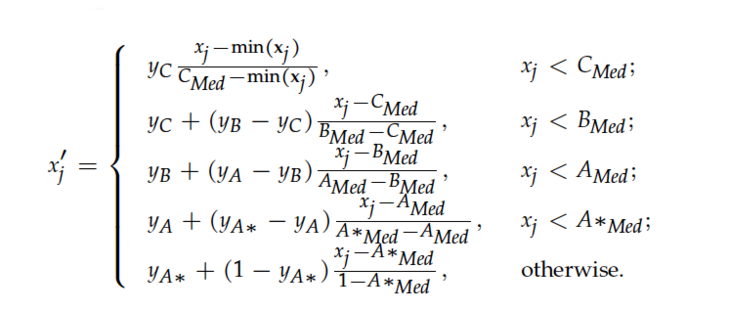 x′_j = { y_C (x_j − min(x_j)) / (C_Med − min(x_j)), x_j < C_Med;
y_C + (y_B − y_C) (x_j − C_Med) / (B_Med − C_Med), x_j < B_Med;
y_B + (y_A − y_B) (x_j − B_Med) / (A_Med − B_Med), x_j < A_Med;
y_A + (y_A* − y_A) (x_j − A_Med) / (A*_Med − A_Med), x_j < A*_Med;
y_A* + (1 − y_A*) (x_j − A*_Med) / (1 − A*_Med), otherwise.